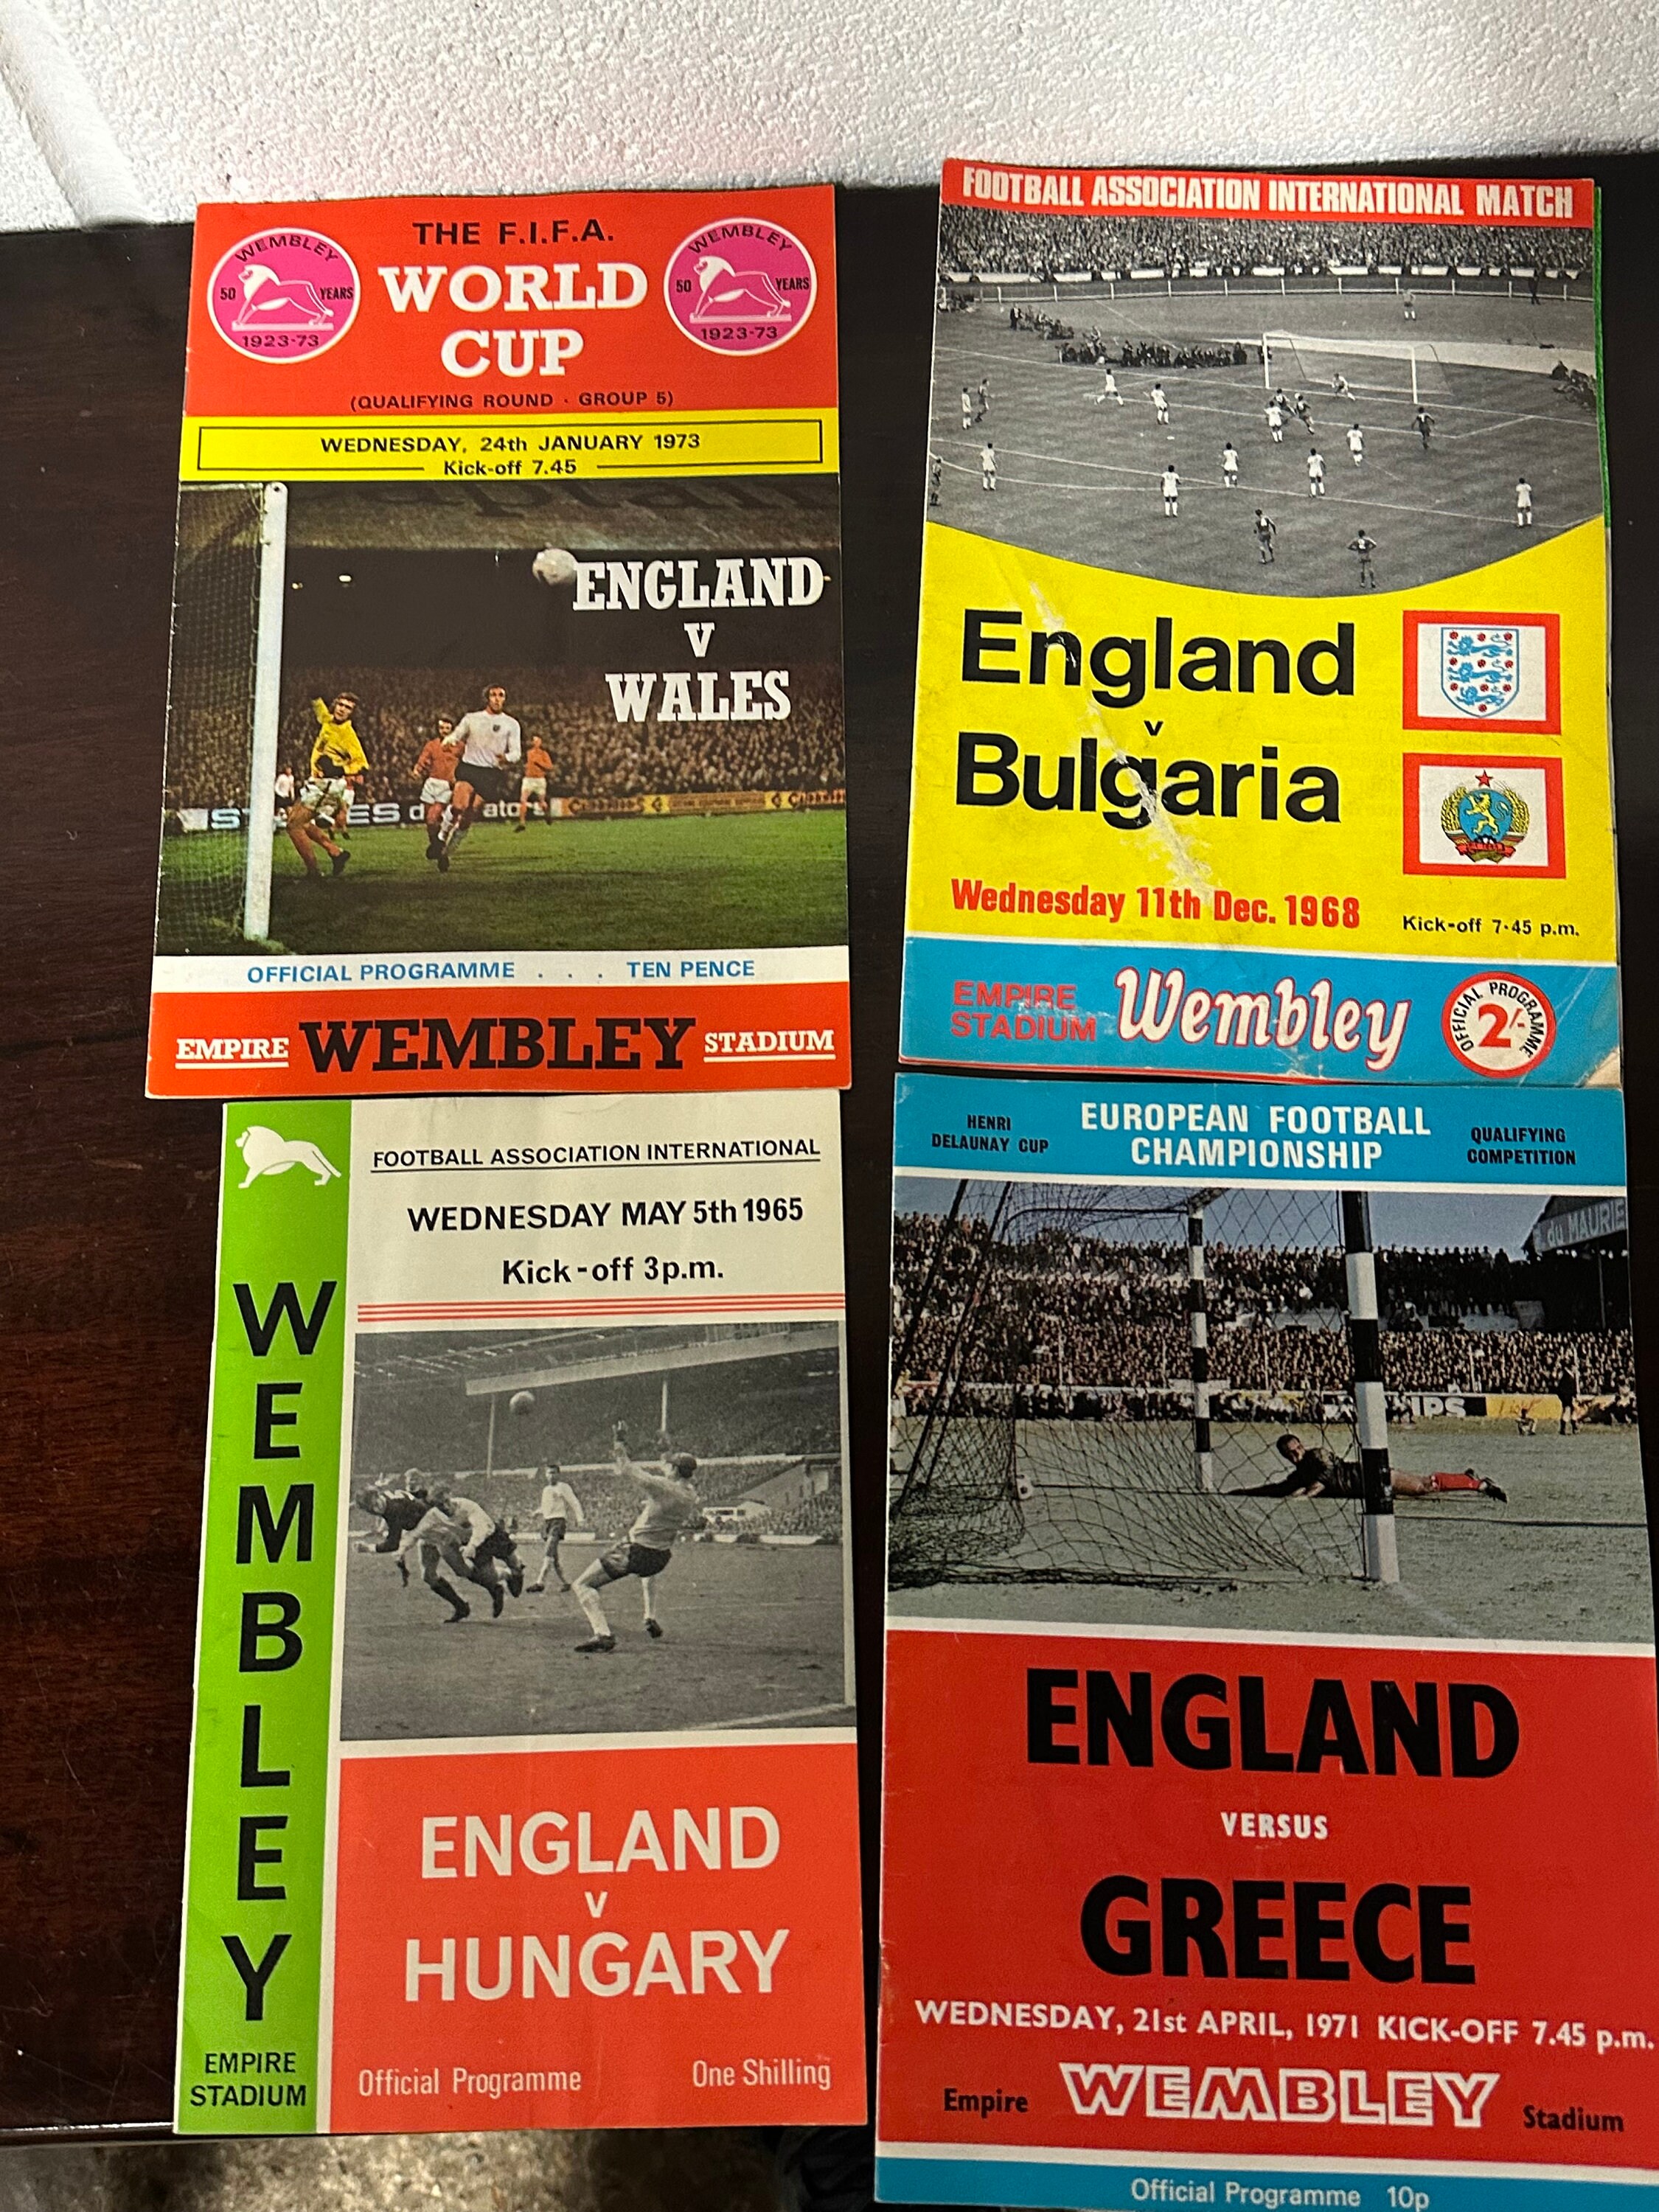 THE F.I.F.A.
WORLD
CUP
WEMBLEY
50 YEARS
1923-73
WEMBLEY
50 YEARS
1923-73
(QUALIFYING ROUND · GROUP 5)
WEDNESDAY, 24th JANUARY 1973
Kick-off 7.45
ENGLAND
V
WALES
OFFICIAL PROGRAMME . . . TEN PENCE
EMPIRE WEMBLEY STADIUM
FOOTBALL ASSOCIATION INTERNATIONAL MATCH
England
v
Bulgaria
Wednesday 11th Dec. 1968
Kick-off 7·45 p.m.
EMPIRE
STADIUM
Wembley
OFFICIAL PROGRAMME
2/-
WEMBLEY
EMPIRE
STADIUM
FOOTBALL ASSOCIATION INTERNATIONAL
WEDNESDAY MAY 5th 1965
Kick-off 3p.m.
ENGLAND
v
HUNGARY
Official Programme One Shilling
HENRI
DELAUNAY CUP
EUROPEAN FOOTBALL
CHAMPIONSHIP
QUALIFYING
COMPETITION
du MAURIE
IPS
ENGLAND
VERSUS
GREECE
WEDNESDAY, 21st APRIL, 1971 KICK-OFF 7.45 p.m.
Empire WEMBLEY Stadium
Official Programme 10p